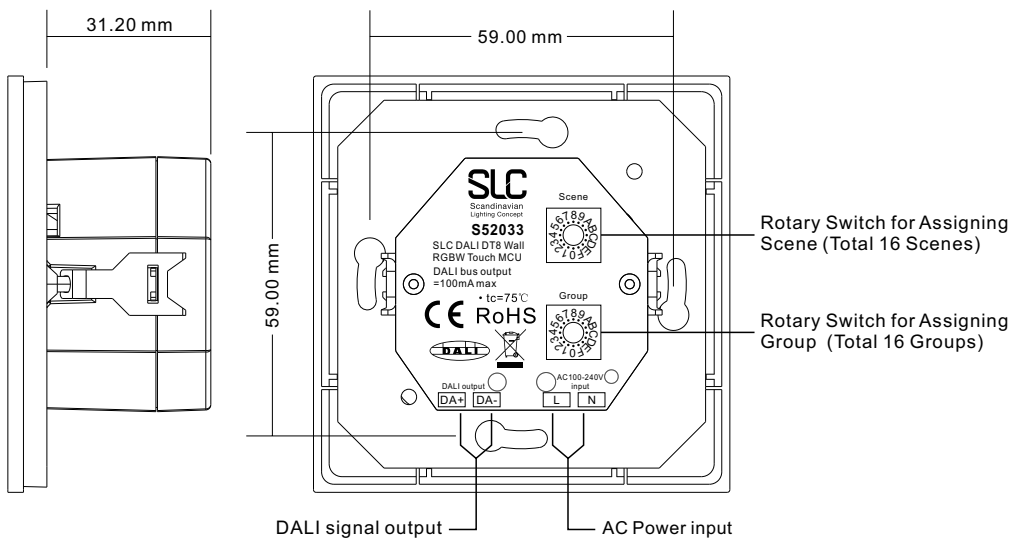 31.20 mm
59.00 mm
59.00 mm
SLC
Scandinavian
Lighting Concept
S52033
SLC DALI DT8 Wall
RGBW Touch MCU
DALI bus output
=100mA max
• tc=75℃
CE RoHS
DALI
Scene
0123456789ABCDEF
Group
0123456789ABCDEF
DALI output
DA+ DA-
AC100-240V
input
L N
Rotary Switch for Assigning
Scene (Total 16 Scenes)
Rotary Switch for Assigning
Group (Total 16 Groups)
DALI signal output
AC Power input